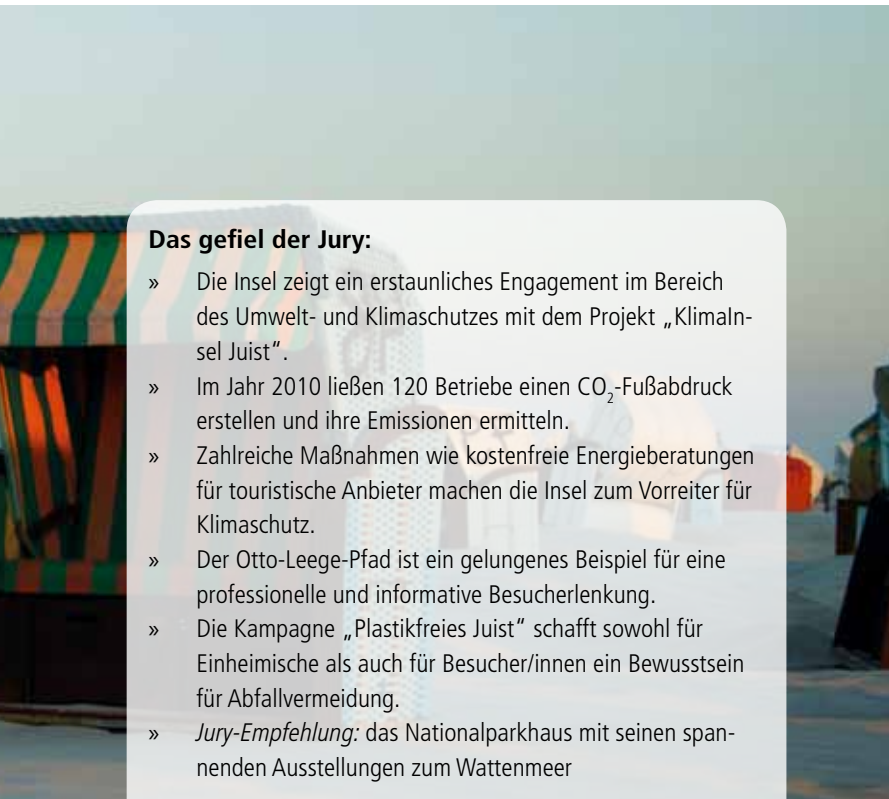 Das gefiel der Jury:
» Die Insel zeigt ein erstaunliches Engagement im Bereich
des Umwelt- und Klimaschutzes mit dem Projekt „KlimaIn-
sel Juist".
» Im Jahr 2010 ließen 120 Betriebe einen CO₂-Fußabdruck
erstellen und ihre Emissionen ermitteln.
» Zahlreiche Maßnahmen wie kostenfreie Energieberatungen
für touristische Anbieter machen die Insel zum Vorreiter für
Klimaschutz.
» Der Otto-Leege-Pfad ist ein gelungenes Beispiel für eine
professionelle und informative Besucherlenkung.
» Die Kampagne „Plastikfreies Juist" schafft sowohl für
Einheimische als auch für Besucher/innen ein Bewusstsein
für Abfallvermeidung.
» Jury-Empfehlung: das Nationalparkhaus mit seinen span-
nenden Ausstellungen zum Wattenmeer